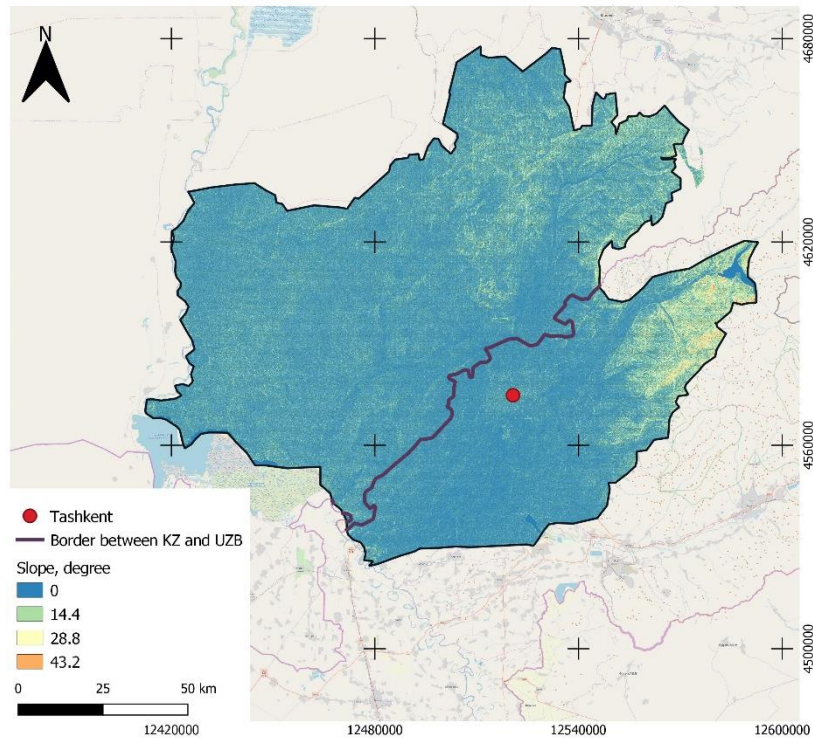 N
4680000
4620000
4560000
4500000
Tashkent
Border between KZ and UZB
Slope, degree
0
14.4
28.8
43.2
0 25 50 km
12420000 12480000 12540000 12600000